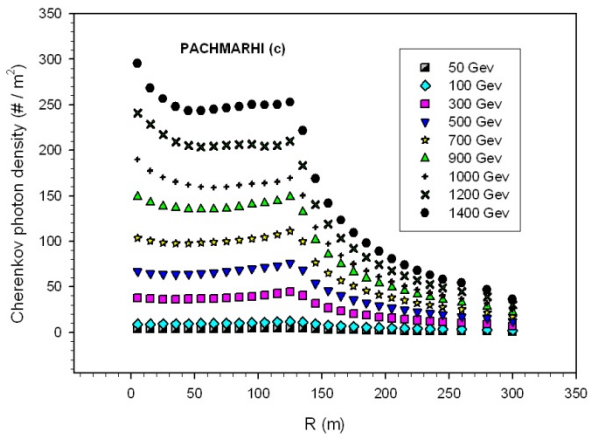 350
300
250
200
150
100
50
0
Cherenkov photon density (# / m²)
PACHMARHI (c)
50 Gev
100 Gev
300 Gev
500 Gev
700 Gev
900 Gev
1000 Gev
1200 Gev
1400 Gev
0 50 100 150 200 250 300 350
R (m)